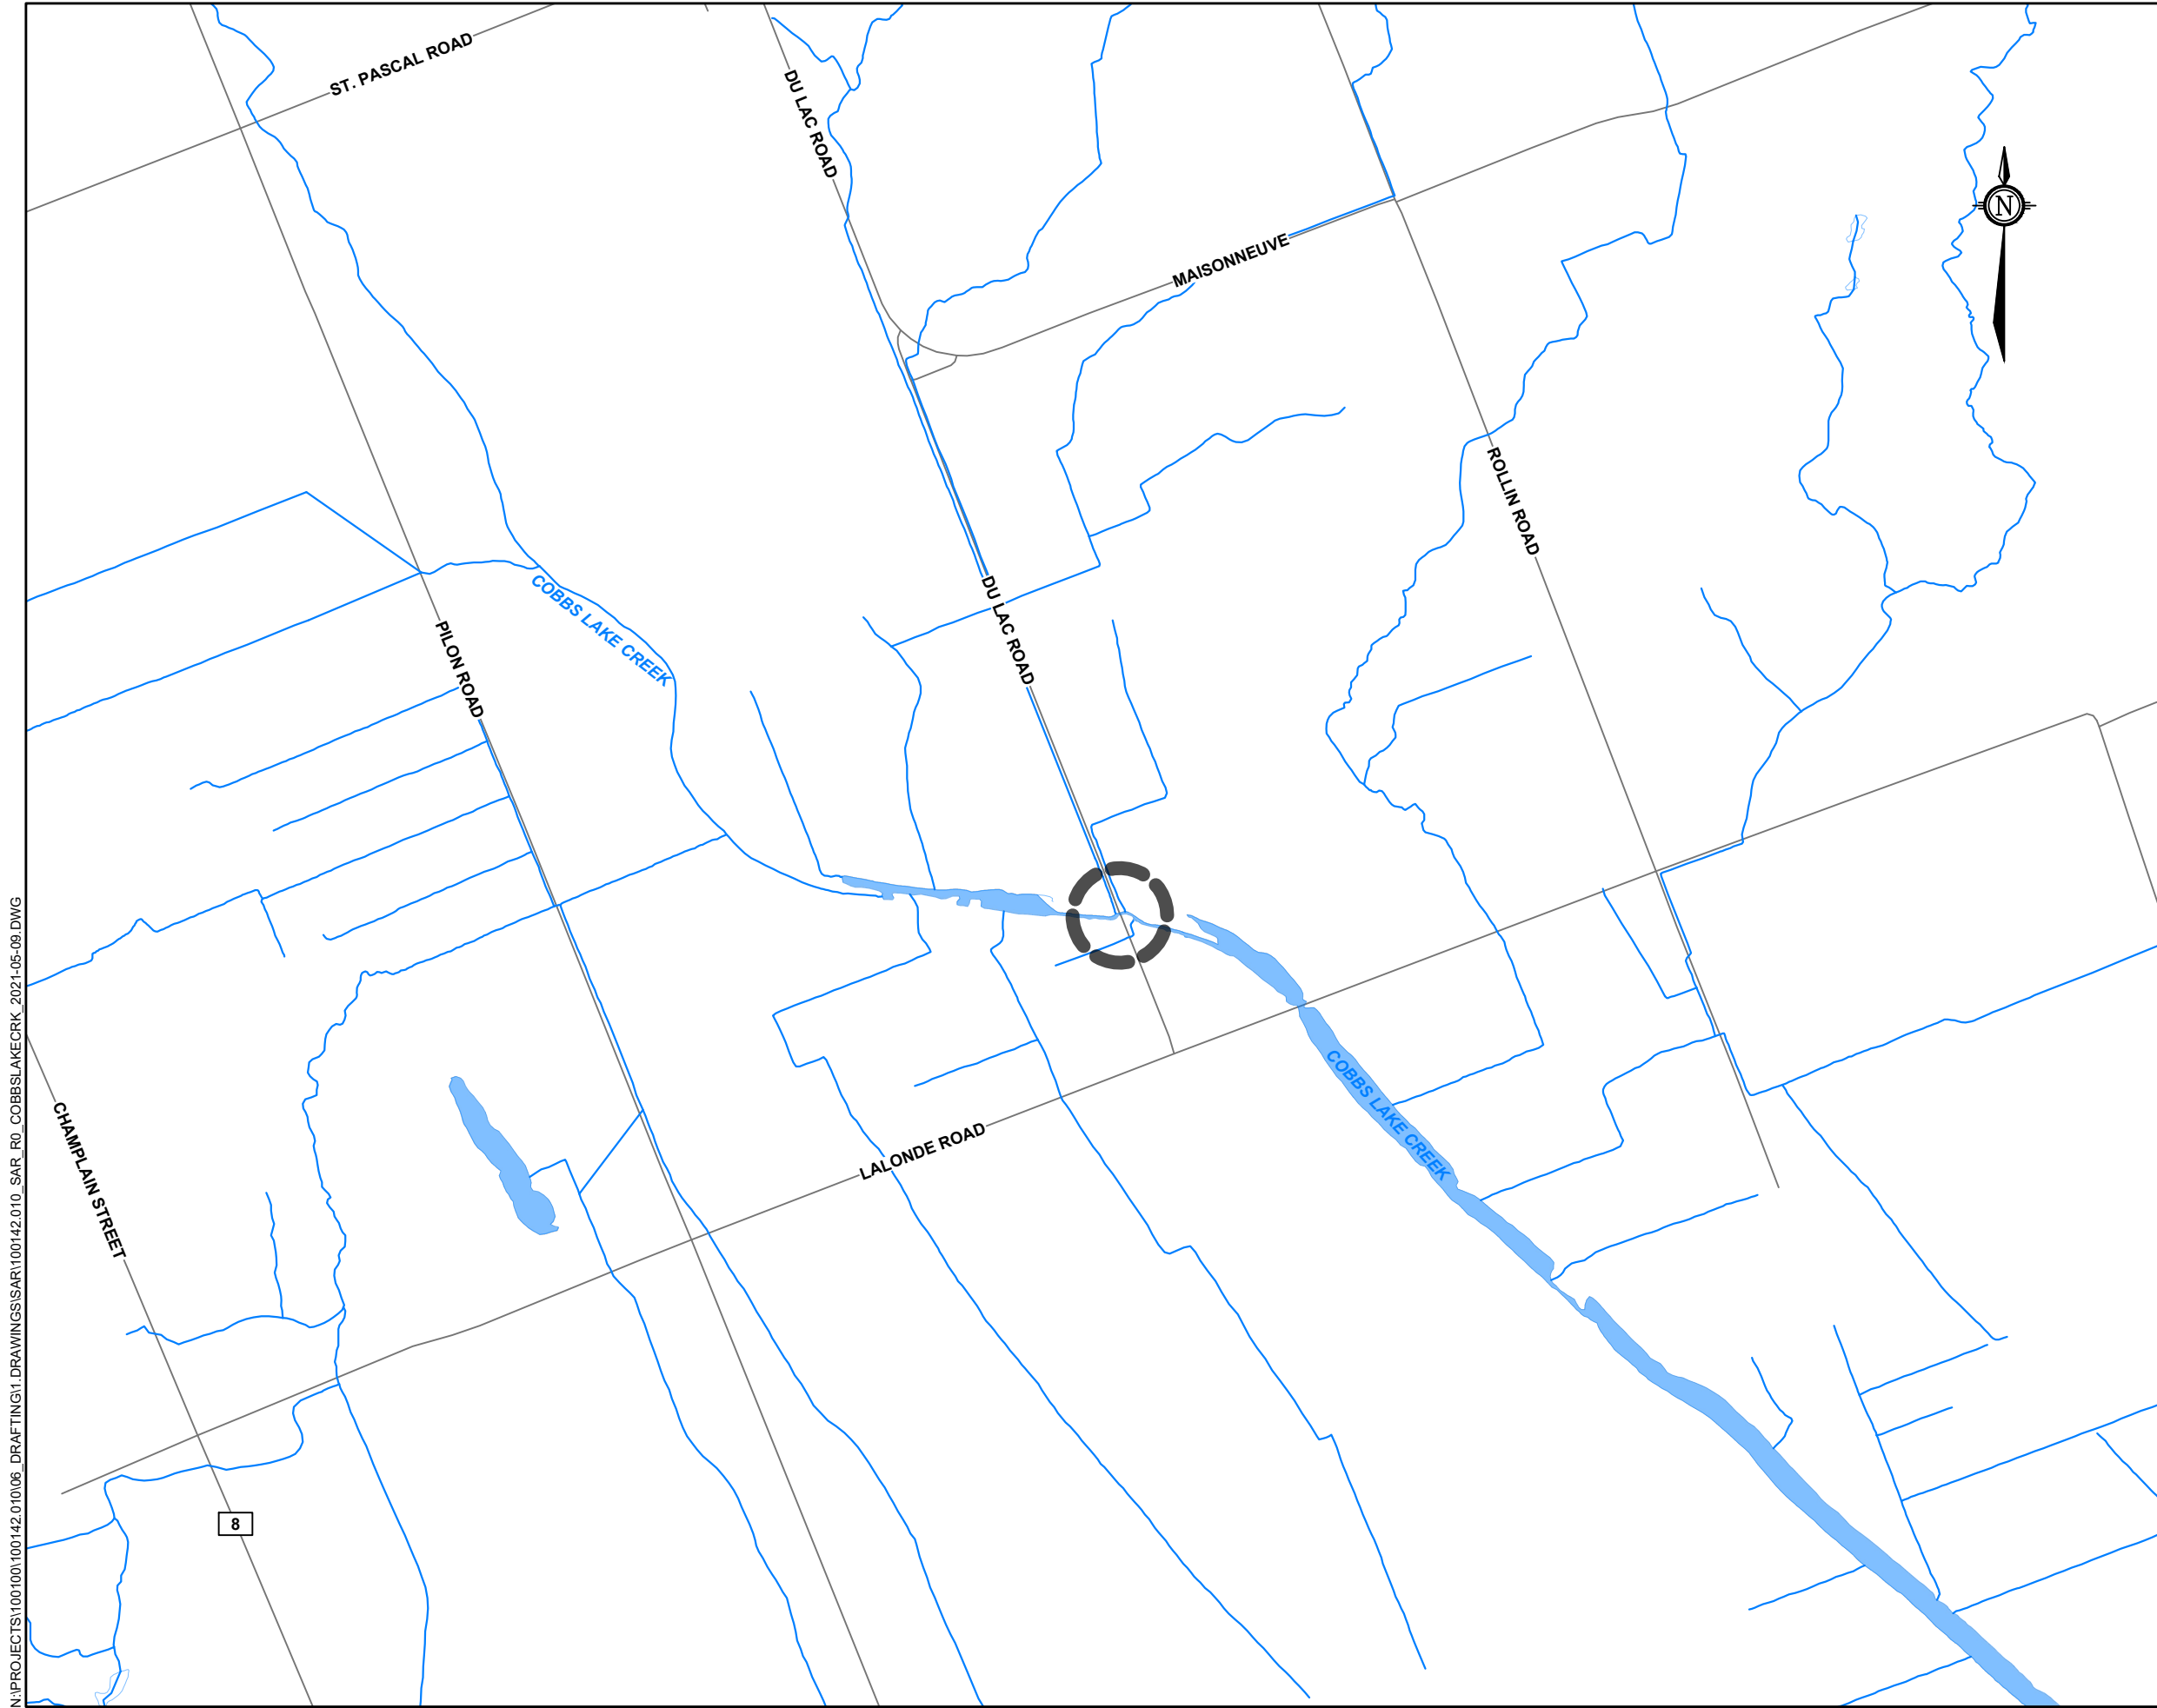 ST. PASCAL ROAD
DU LAC ROAD
N
MAISONNEUVE
ROLLIN ROAD
COBBS LAKE CREEK
DU LAC ROAD
PILON ROAD
COBBS LAKE CREEK
CHAMPLAIN STREET
LALONDE ROAD
8
N:\PROJECTS\100100\100142.010\06_DRAFTING\1.DRAWINGS\SAR\100142.010_SAR_R0_COBBSLAKECRK_2021-05-09.DWG